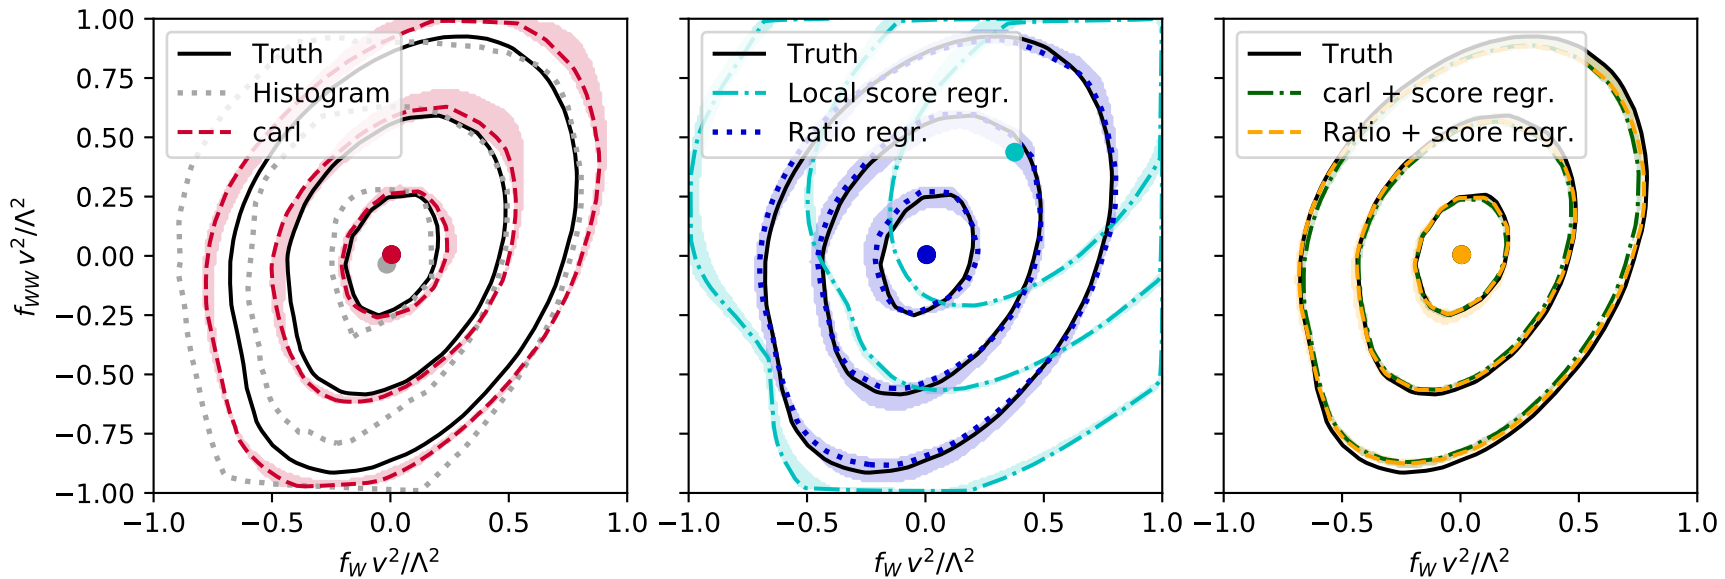 Truth
Histogram
carl
Truth
Local score regr.
Ratio regr.
Truth
carl + score regr.
Ratio + score regr.
1.00
0.75
0.50
0.25
0.00
−0.25
−0.50
−0.75
−1.00
−1.0 −0.5 0.0 0.5 1.0
−1.0 −0.5 0.0 0.5 1.0
−1.0 −0.5 0.0 0.5 1.0
f_{WW} v²/Λ²
f_W v²/Λ²
f_W v²/Λ²
f_W v²/Λ²